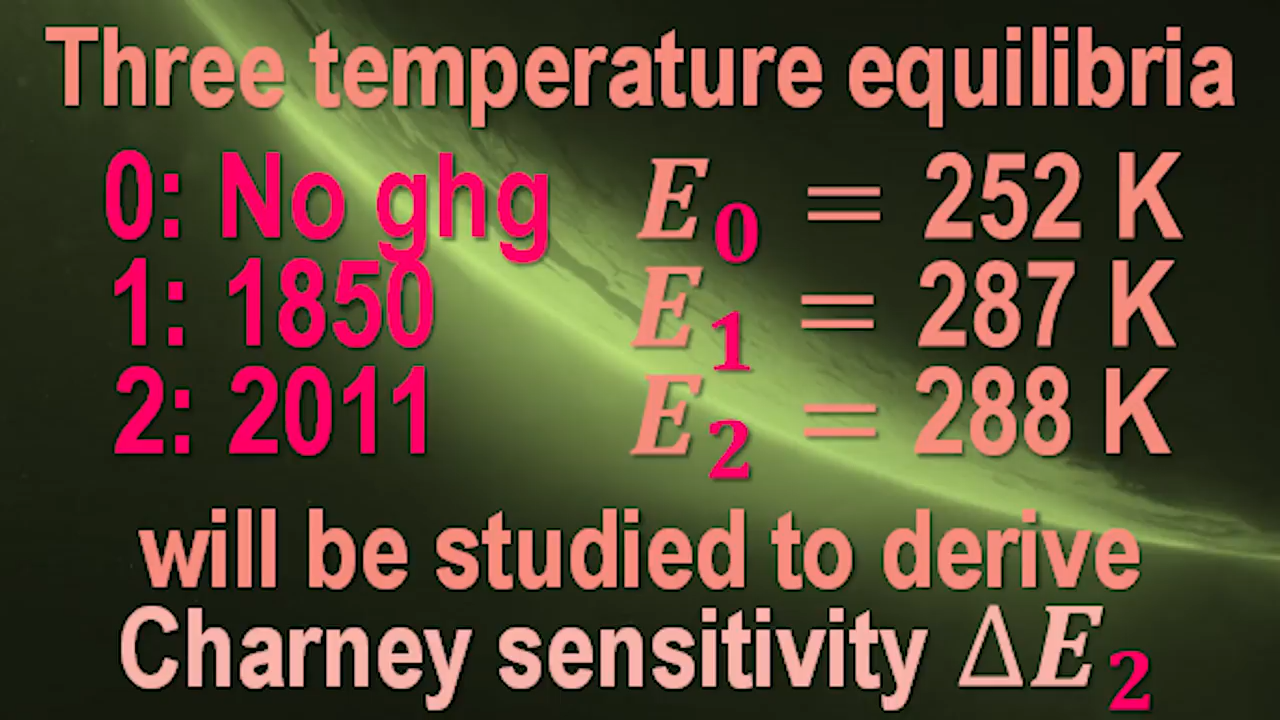 Three temperature equilibria
0: No ghg E₀ = 252 K
1: 1850 E₁ = 287 K
2: 2011 E₂ = 288 K
will be studied to derive
Charney sensitivity ΔE₂